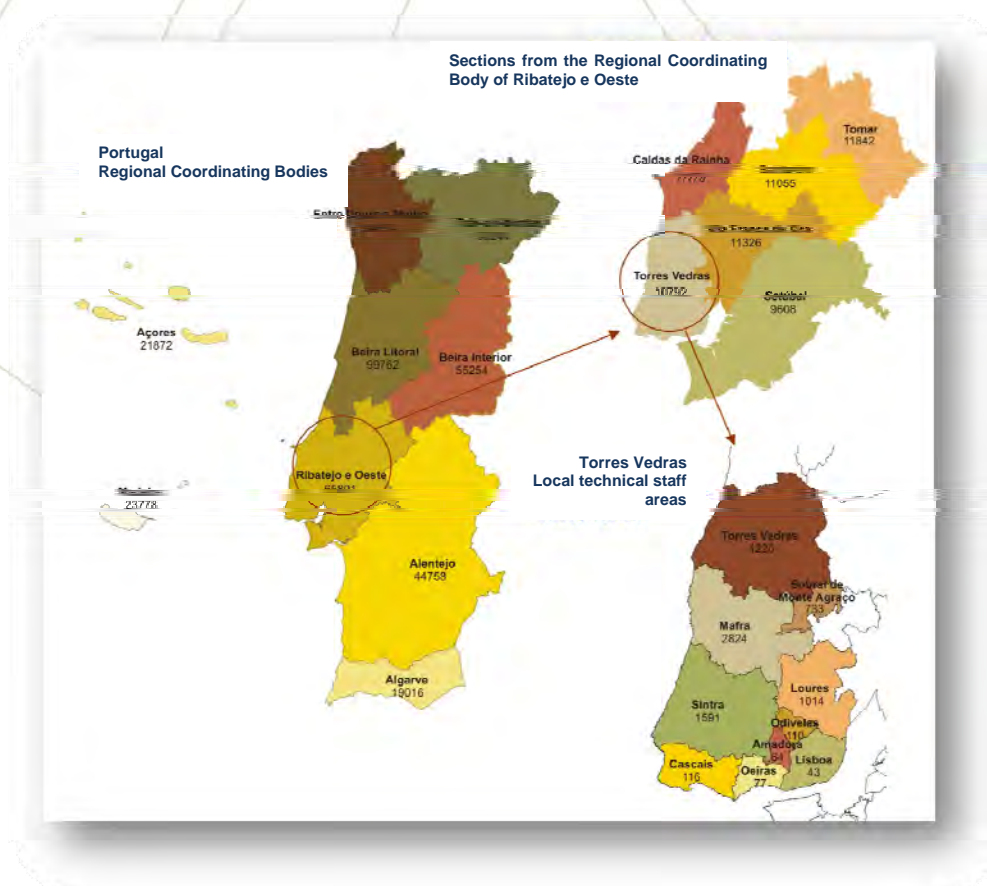 Sections from the Regional Coordinating
Body of Ribatejo e Oeste
Portugal
Regional Coordinating Bodies
Açores
21872
23778
Beira Litoral
99762
Beira Interior
55254
Ribatejo e Oeste
Alentejo
44758
Algarve
19016
Tomar
11842
Caldas da Rainha
11055
11326
Torres Vedras
Setúbal
9608
Torres Vedras
Local technical staff
areas
Torres Vedras
1220
Sobral de
Monte Agraço
733
Mafra
2824
Loures
1014
Sintra
1591
Odivelas
110
Amadora
64
Lisboa
43
Cascais
116
Oeiras
77